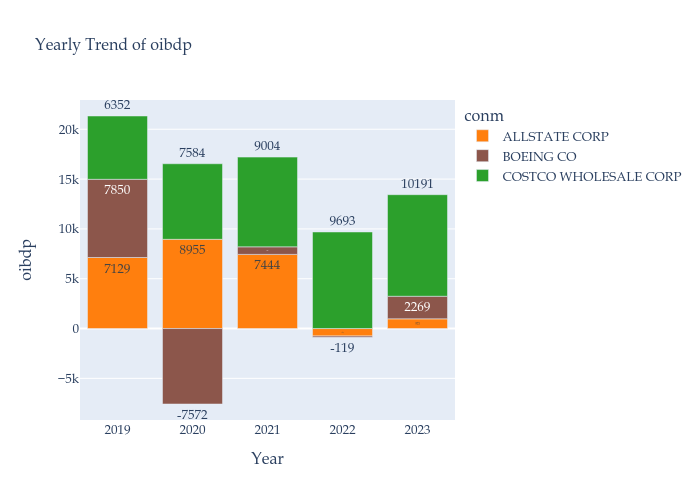 Yearly Trend of oibdp
conm
ALLSTATE CORP
BOEING CO
COSTCO WHOLESALE CORP
oibdp
20k
15k
10k
5k
0
−5k
6352
7850
7129
7584
8955
-7572
9004
7444
9693
-119
10191
2269
2019
2020
2021
2022
2023
Year